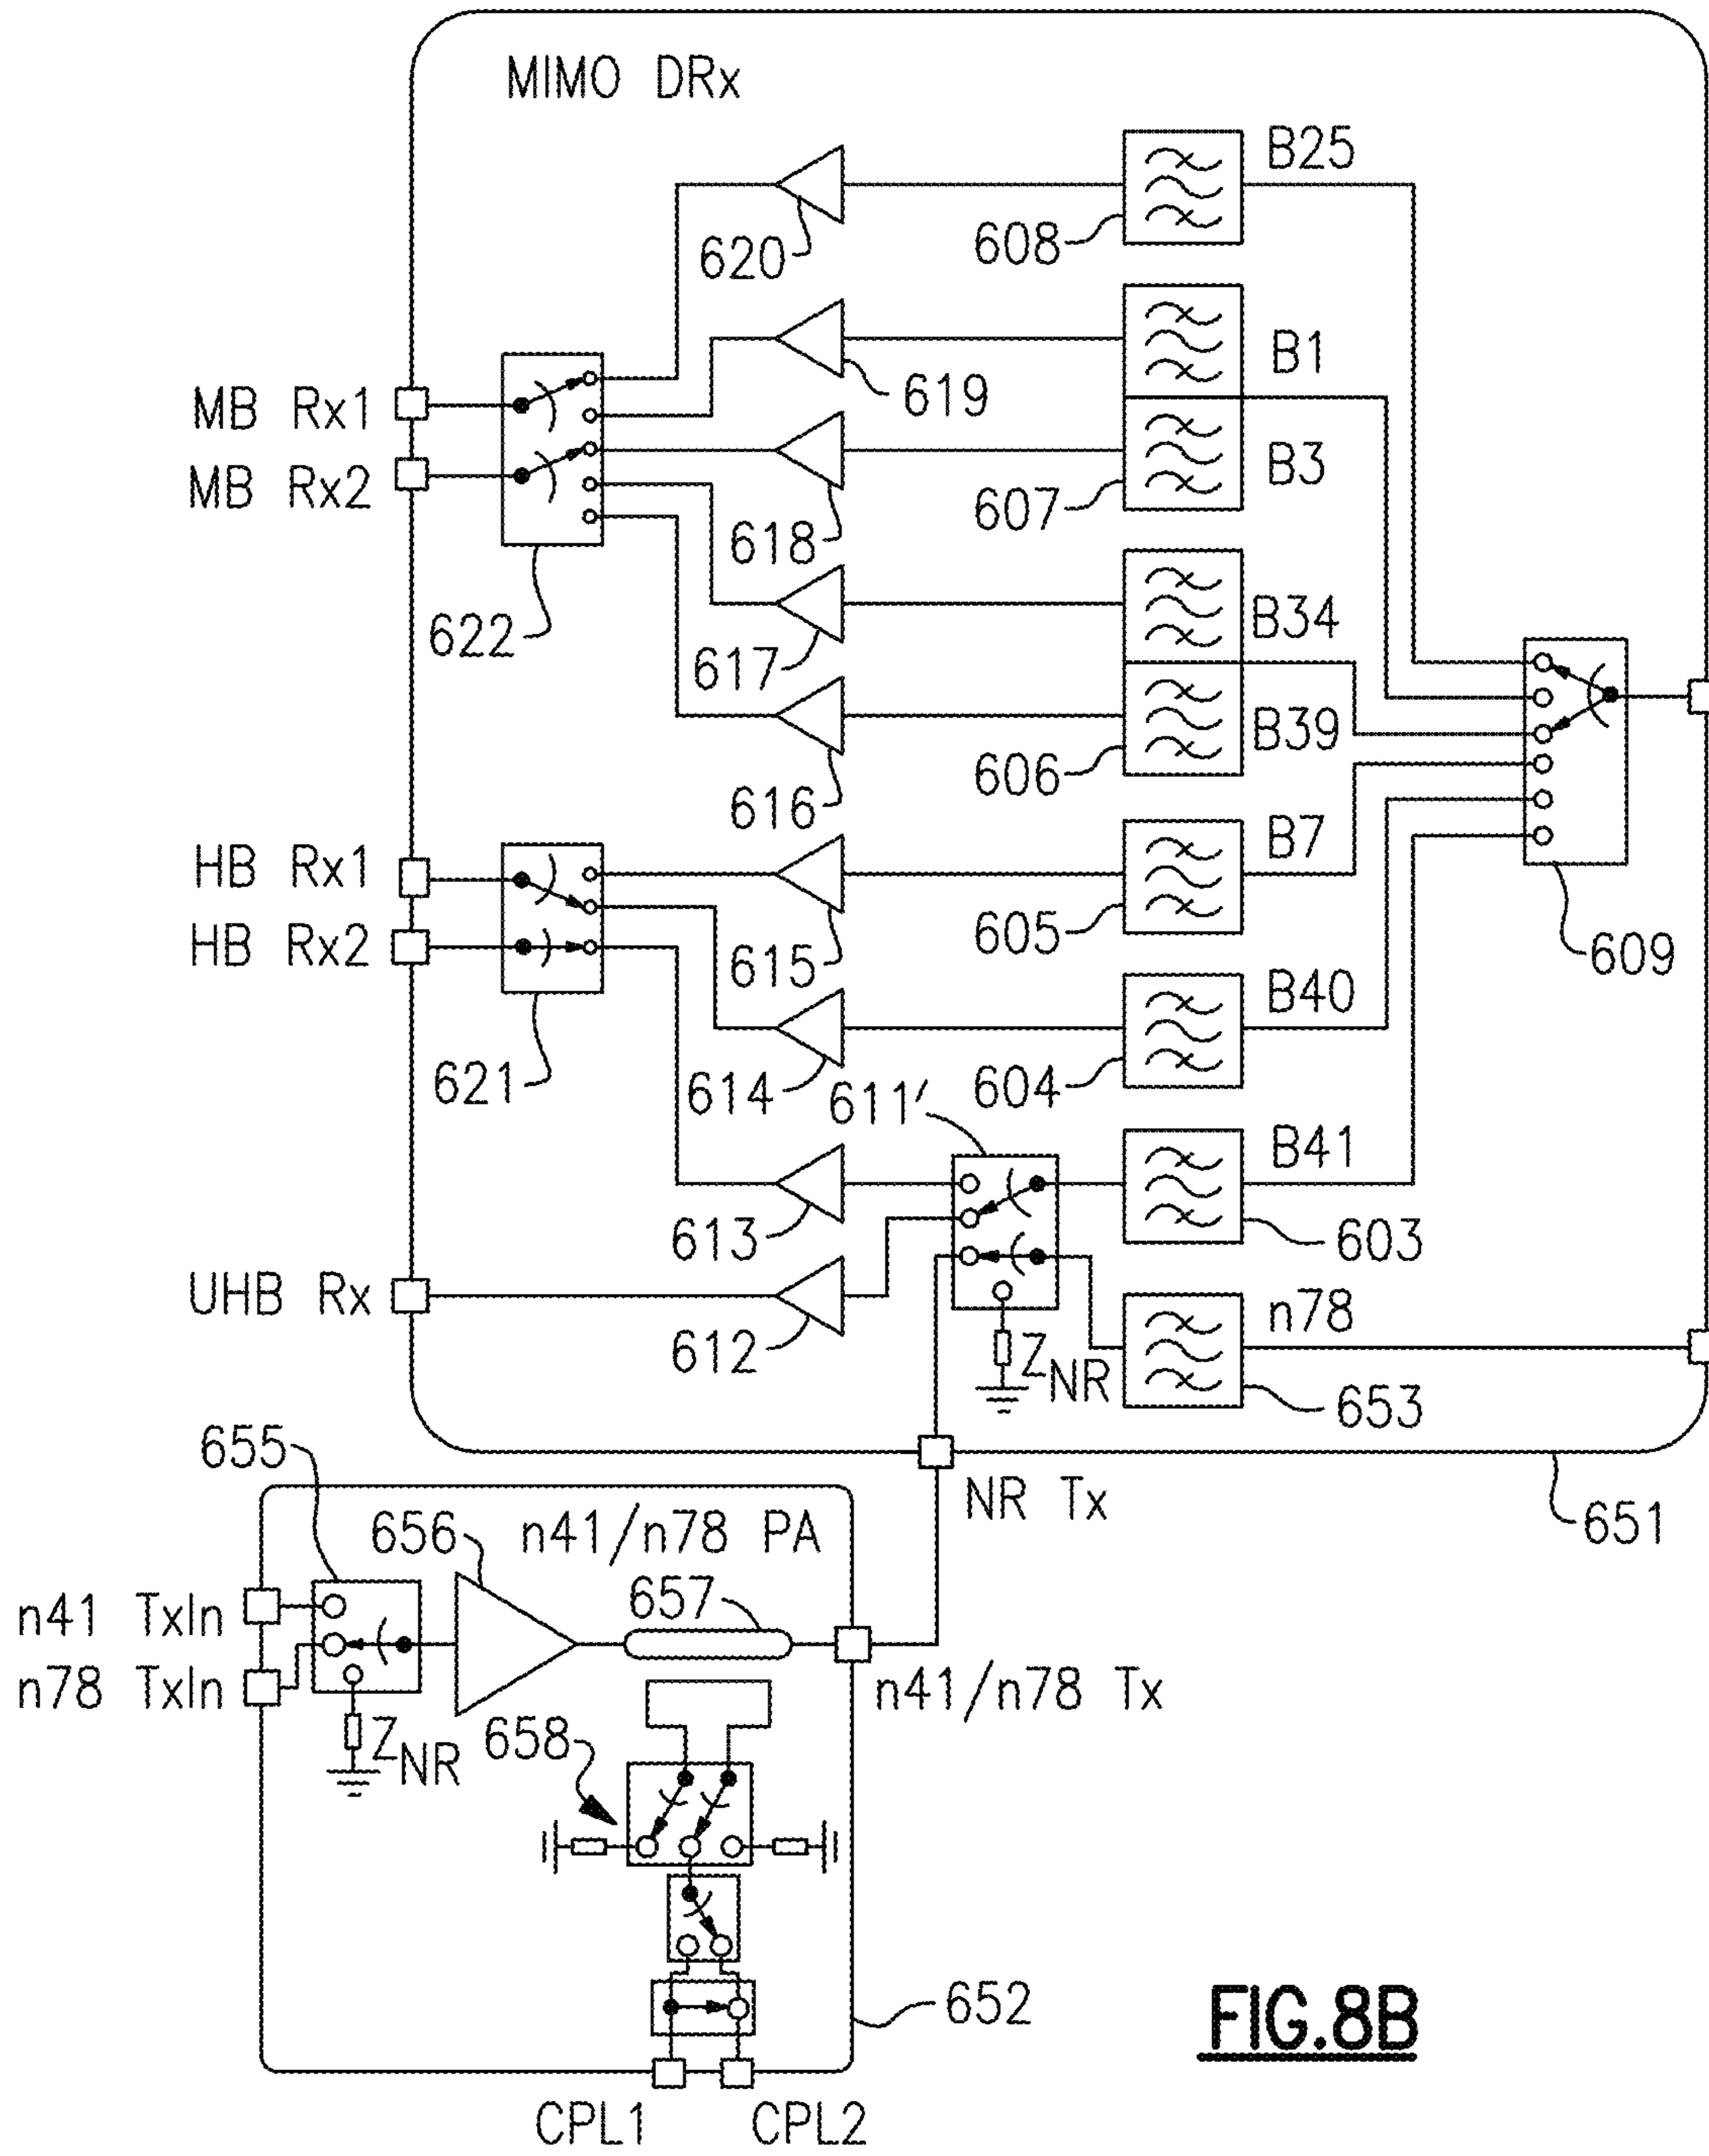 MIMO DRx
B25
620
608
B1
MB Rx1
619
B3
MB Rx2
618
607
B34
622
617
B39
616
606
HB Rx1
B7
HB Rx2
615
605
609
B40
621
614
604
611'
B41
613
603
UHB Rx
n78
612
ZNR
653
655
NR Tx
651
656
n41/n78 PA
657
n41 TxIn
n78 TxIn
n41/n78 Tx
ZNR
658
652
FIG.8B
CPL1
CPL2